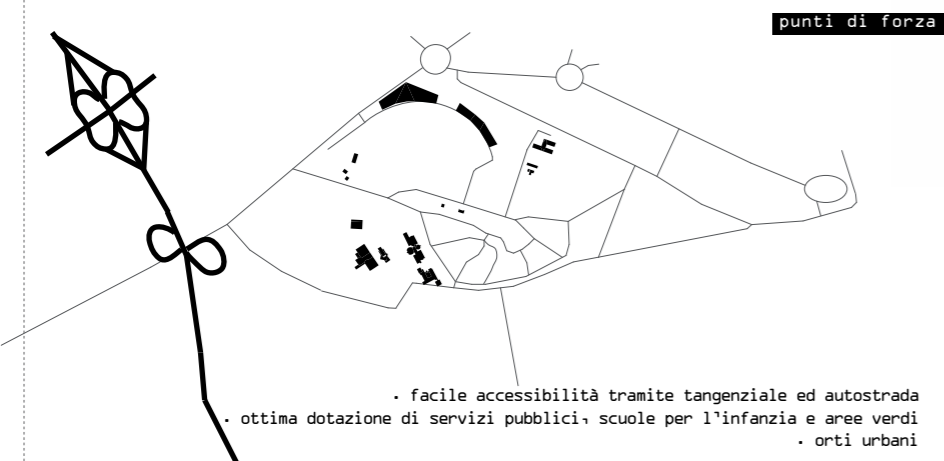 punti di forza
· facile accessibilità tramite tangenziale ed autostrada
· ottima dotazione di servizi pubblici, scuole per l'infanzia e aree verdi
· orti urbani